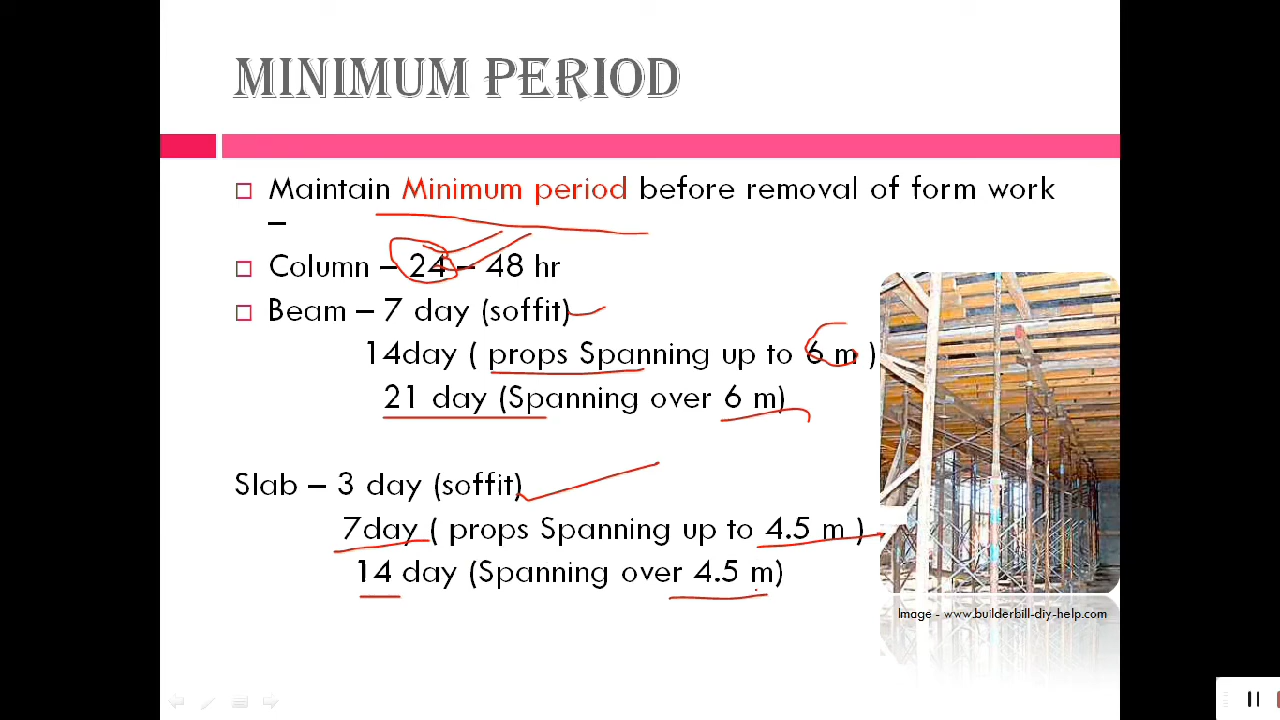 MINIMUM PERIOD
Maintain Minimum period before removal of form work
–
Column – 24 – 48 hr
Beam – 7 day (soffit)
14day ( props Spanning up to 6 m )
21 day (Spanning over 6 m)
Slab – 3 day (soffit)
7day ( props Spanning up to 4.5 m )
14 day (Spanning over 4.5 m)
Image - www.builderbill-diy-help.com